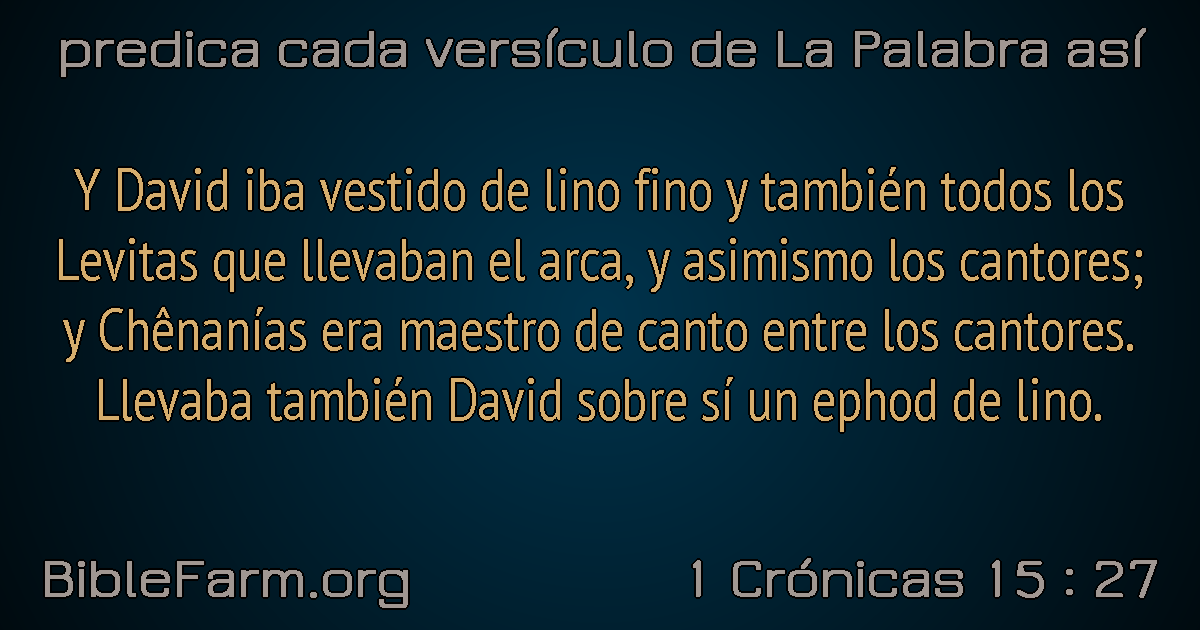 predica cada versículo de La Palabra así
Y David iba vestido de lino fino y también todos los
Levitas que llevaban el arca, y asimismo los cantores;
y Chênanías era maestro de canto entre los cantores.
Llevaba también David sobre sí un ephod de lino.
BibleFarm.org
1 Crónicas 15 : 27